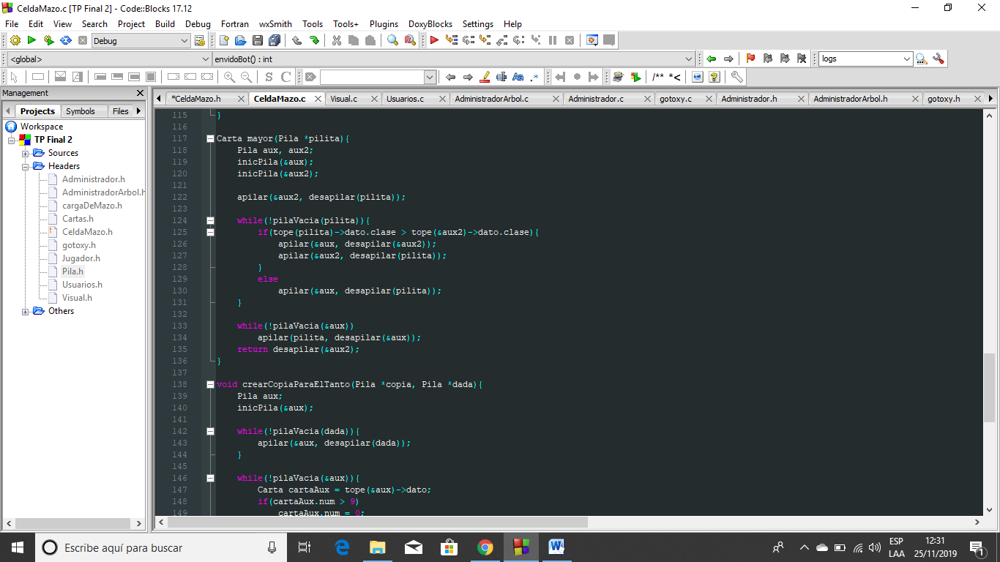 CeldaMazo.c [TP Final 2] - Code::Blocks 17.12
File Edit View Search Project Build Debug Fortran wxSmith Tools Tools+ Plugins DoxyBlocks Settings Help
Debug
<global> envidoBot() : int logs
S C Aa .* /** *<
Management
Projects Symbols Files
*CeldaMazo.h CeldaMazo.c Visual.c Usuarios.c AdministradorArbol.c Administrador.c gotoxy.c Administrador.h AdministradorArbol.h gotoxy.h
Workspace
TP Final 2
Sources
Headers
Administrador.h
AdministradorArbol.h
cargaDeMazo.h
Cartas.h
CeldaMazo.h
gotoxy.h
Jugador.h
Pila.h
Usuarios.h
Visual.h
Others
115 }
116
117 Carta mayor(Pila *pilita){
118 Pila aux, aux2;
119 inicPila(&aux);
120 inicPila(&aux2);
121
122 apilar(&aux2, desapilar(pilita));
123
124 while(!pilaVacia(pilita)){
125 if(tope(pilita)->dato.clase > tope(&aux2)->dato.clase){
126 apilar(&aux, desapilar(&aux2));
127 apilar(&aux2, desapilar(pilita));
128 }
129 else
130 apilar(&aux, desapilar(pilita));
131 }
132
133 while(!pilaVacia(&aux))
134 apilar(pilita, desapilar(&aux));
135 return desapilar(&aux2);
136 }
137
138 void crearCopiaParaElTanto(Pila *copia, Pila *dada){
139 Pila aux;
140 inicPila(&aux);
141
142 while(!pilaVacia(dada)){
143 apilar(&aux, desapilar(dada));
144 }
145
146 while(!pilaVacia(&aux)){
147 Carta cartaAux = tope(&aux)->dato;
148 if(cartaAux.num > 9)
149 cartaAux.num = 0;
Escribe aquí para buscar
ESP
LAA
12:31
25/11/2019
1